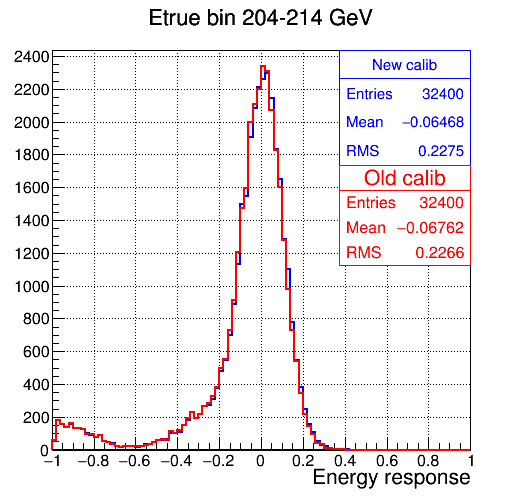 Etrue bin 204-214 GeV
New calib
Entries 32400
Mean −0.06468
RMS 0.2275
Old calib
Entries 32400
Mean −0.06762
RMS 0.2266
2400
2200
2000
1800
1600
1400
1200
1000
800
600
400
200
0
−1 −0.8 −0.6 −0.4 −0.2 0 0.2 0.4 0.6 0.8 1
Energy response